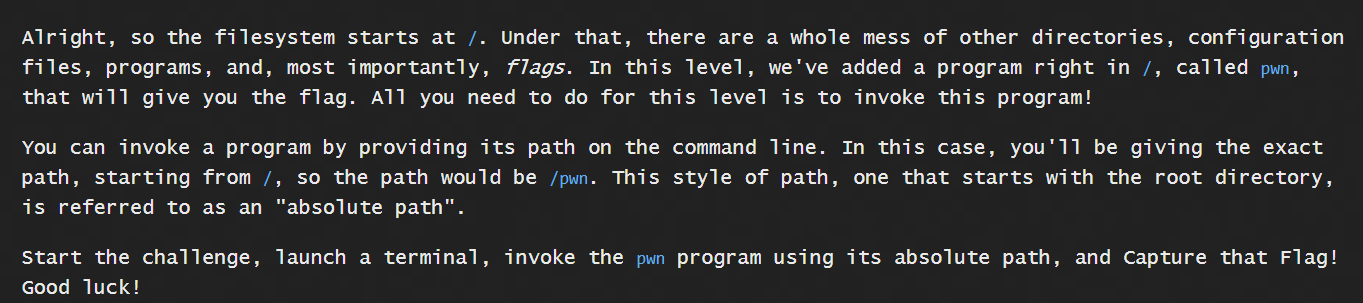 Alright, so the filesystem starts at /. Under that, there are a whole mess of other directories, configuration
files, programs, and, most importantly, flags. In this level, we've added a program right in /, called pwn,
that will give you the flag. All you need to do for this level is to invoke this program!
You can invoke a program by providing its path on the command line. In this case, you'll be giving the exact
path, starting from /, so the path would be /pwn. This style of path, one that starts with the root directory,
is referred to as an "absolute path".
Start the challenge, launch a terminal, invoke the pwn program using its absolute path, and Capture that Flag!
Good luck!